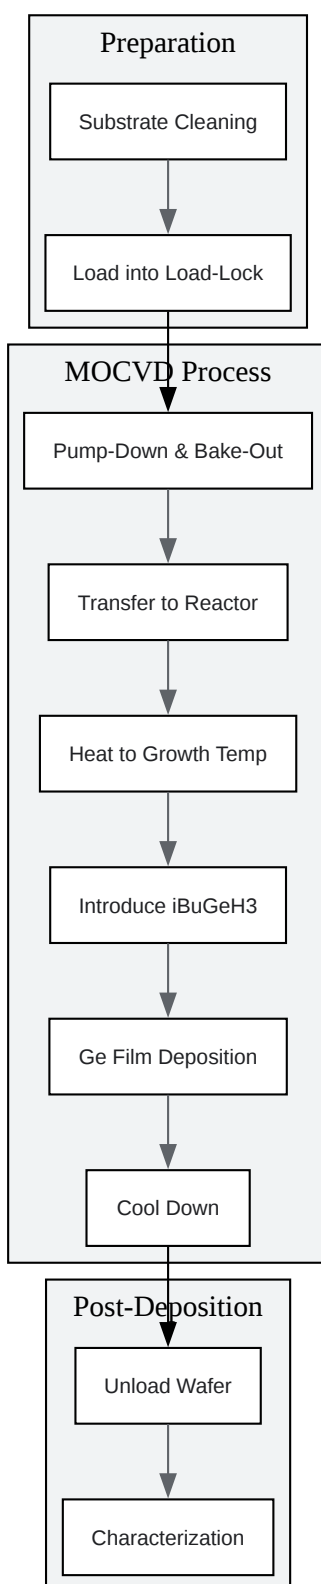 Preparation
Substrate Cleaning
Load into Load-Lock
MOCVD Process
Pump-Down & Bake-Out
Transfer to Reactor
Heat to Growth Temp
Introduce iBuGeH3
Ge Film Deposition
Cool Down
Post-Deposition
Unload Wafer
Characterization